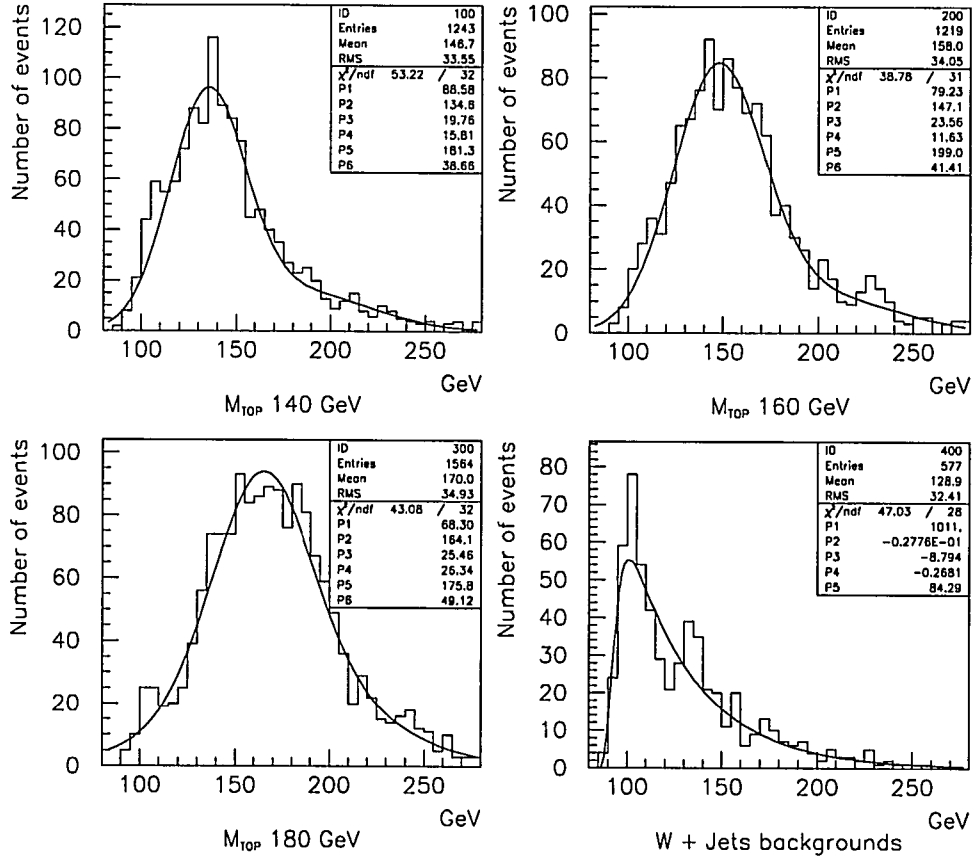 ID 100
Entries 1243
Mean 146.7
RMS 33.55
χ²/ndf 53.22 / 32
P1 88.58
P2 134.8
P3 19.76
P4 15.81
P5 181.3
P6 38.66
Number of events
120
100
80
60
40
20
0
100 150 200 250
GeV
M_TOP 140 GeV
ID 200
Entries 1219
Mean 158.0
RMS 34.05
χ²/ndf 38.78 / 31
P1 79.23
P2 147.1
P3 23.56
P4 11.63
P5 199.0
P6 41.41
Number of events
100
80
60
40
20
0
100 150 200 250
GeV
M_TOP 160 GeV
ID 300
Entries 1564
Mean 170.0
RMS 34.93
χ²/ndf 43.08 / 32
P1 68.30
P2 164.1
P3 25.46
P4 26.34
P5 175.8
P6 49.12
Number of events
100
80
60
40
20
0
100 150 200 250
GeV
M_TOP 180 GeV
ID 400
Entries 577
Mean 128.9
RMS 32.41
χ²/ndf 47.03 / 28
P1 1011.
P2 -0.2776E-01
P3 -8.794
P4 -0.2681
P5 84.29
Number of events
80
70
60
50
40
30
20
10
0
100 150 200 250
GeV
W + Jets backgrounds